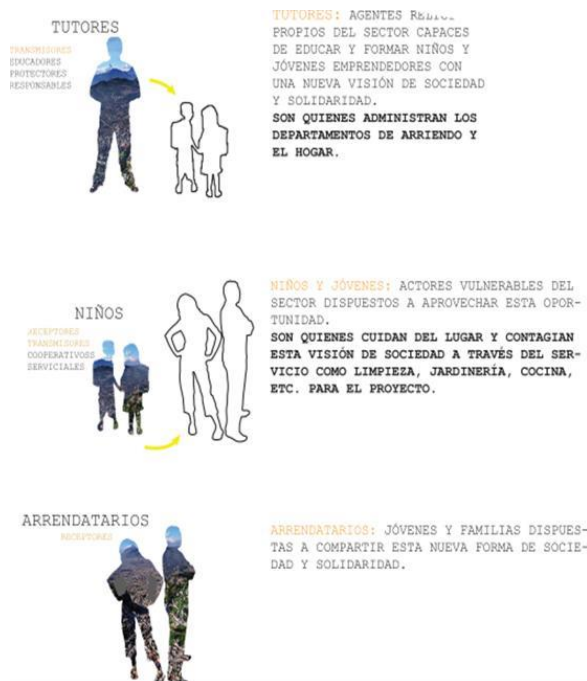 TUTORES
TRANSMISORES
EDUCADORES
PROTECTORES
RESPONSABLES
TUTORES: AGENTES
PROPIOS DEL SECTOR CAPACES
DE EDUCAR Y FORMAR NIÑOS Y
JÓVENES EMPRENDEDORES CON
UNA NUEVA VISIÓN DE SOCIEDAD
Y SOLIDARIDAD.
SON QUIENES ADMINISTRAN LOS
DEPARTAMENTOS DE ARRIENDO Y
EL HOGAR.
NIÑOS
RECEPTORES
TRANSMISORES
COOPERATIVOSS
SERVICIALES
NIÑOS Y JÓVENES: ACTORES VULNERABLES DEL
SECTOR DISPUESTOS A APROVECHAR ESTA OPOR-
TUNIDAD.
SON QUIENES CUIDAN DEL LUGAR Y CONTAGIAN
ESTA VISIÓN DE SOCIEDAD A TRAVÉS DEL SER-
VICIO COMO LIMPIEZA, JARDINERÍA, COCINA,
ETC. PARA EL PROYECTO.
ARRENDATARIOS
RECEPTORES
ARRENDATARIOS: JÓVENES Y FAMILIAS DISPUES-
TAS A COMPARTIR ESTA NUEVA FORMA DE SOCIE-
DAD Y SOLIDARIDAD.